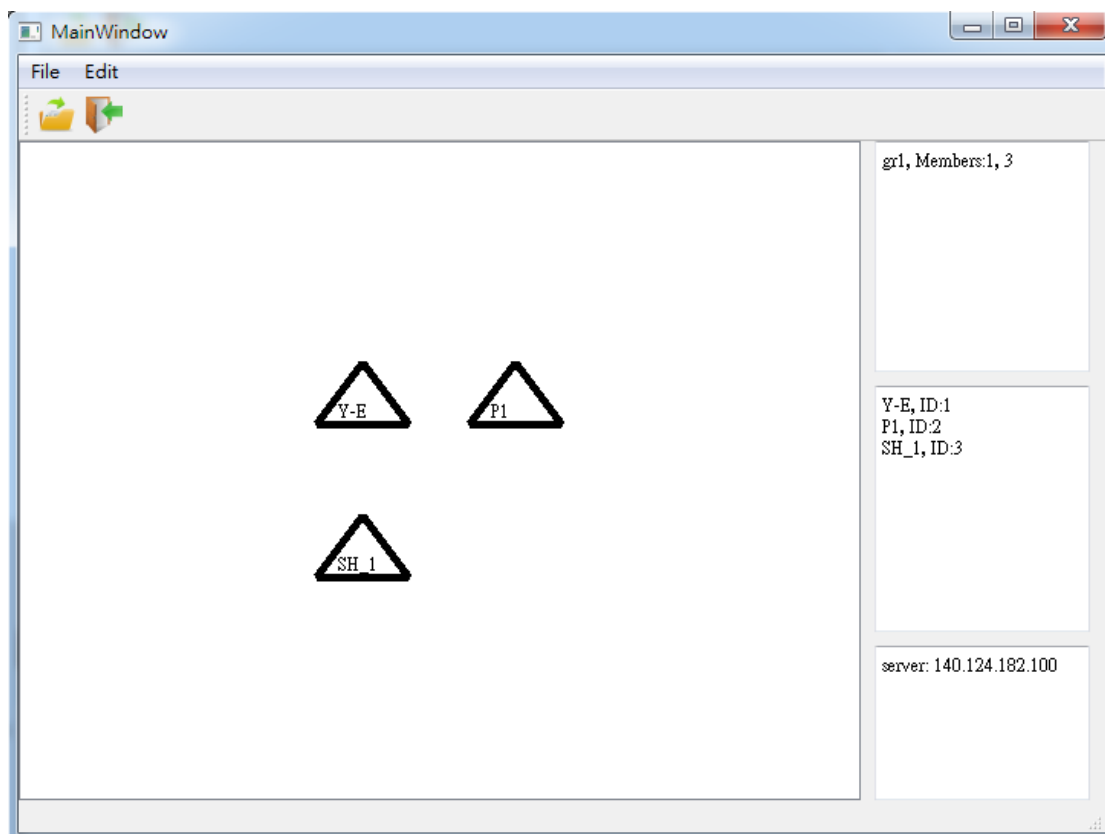 MainWindow
File Edit
gr1, Members:1, 3
Y-E
P1
SH_1
Y-E, ID:1
P1, ID:2
SH_1, ID:3
server: 140.124.182.100